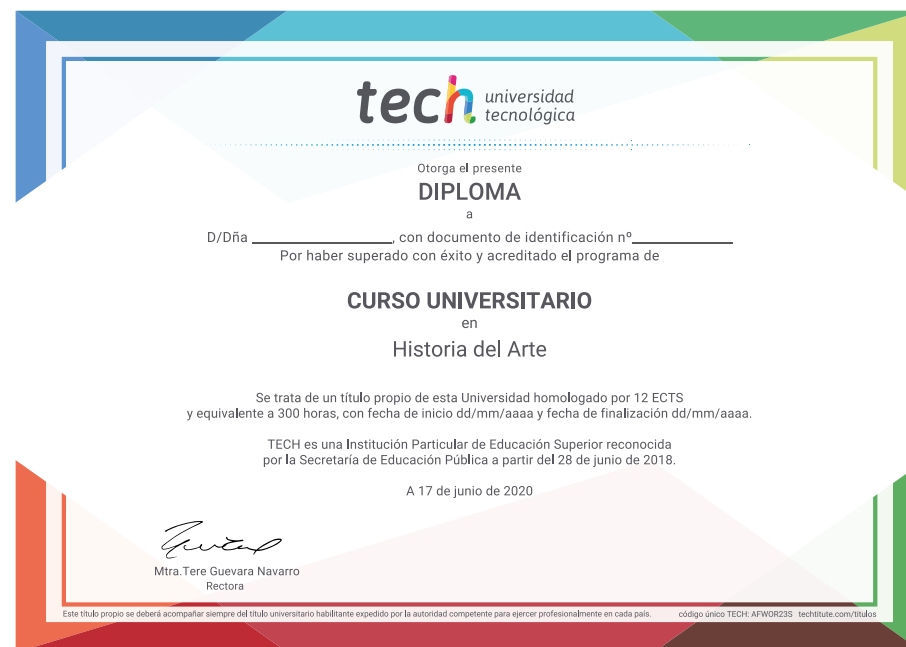 tech universidad
tecnológica
Otorga el presente
DIPLOMA
a
D/Dña ____________________, con documento de identificación nº______________
Por haber superado con éxito y acreditado el programa de
CURSO UNIVERSITARIO
en
Historia del Arte
Se trata de un título propio de esta Universidad homologado por 12 ECTS
y equivalente a 300 horas, con fecha de inicio dd/mm/aaaa y fecha de finalización dd/mm/aaaa.
TECH es una Institución Particular de Educación Superior reconocida
por la Secretaría de Educación Pública a partir del 28 de junio de 2018.
A 17 de junio de 2020
Mtra.Tere Guevara Navarro
Rectora
Este título propio se deberá acompañar siempre del título universitario habilitante expedido por la autoridad competente para ejercer profesionalmente en cada país. código único TECH: AFWOR23S techtitute.com/titulos